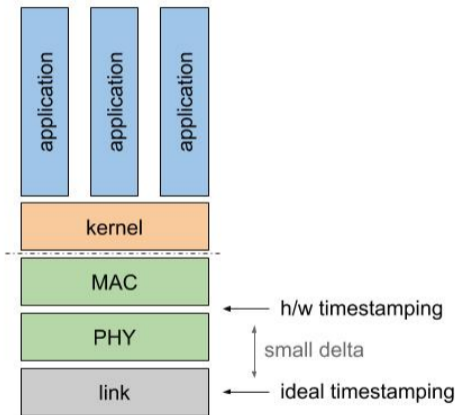 application
application
application
kernel
MAC
h/w timestamping
PHY
small delta
link
ideal timestamping